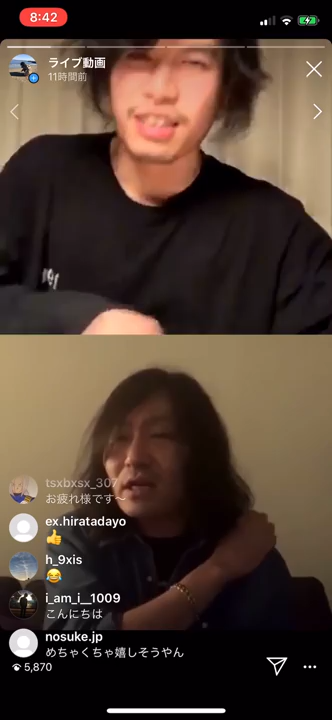 8:42
ライブ動画
11時間前
tsxbxsx_307
お疲れ様です〜
ex.hiratadayo
👍
h_9xis
😂
i_am_i__1009
こんにちは
nosuke.jp
めちゃくちゃ嬉しそうやん
5,870